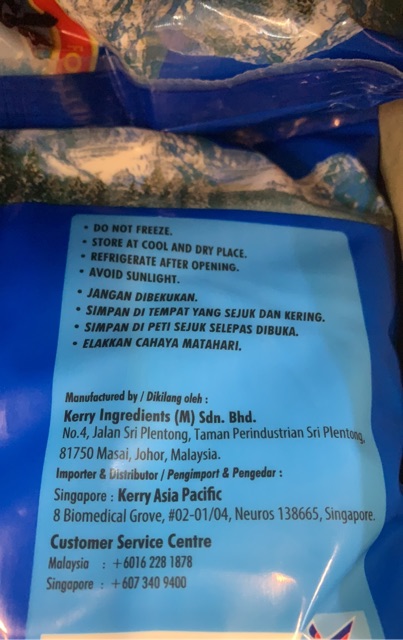 • DO NOT FREEZE.
• STORE AT COOL AND DRY PLACE.
• REFRIGERATE AFTER OPENING.
• AVOID SUNLIGHT.
• JANGAN DIBEKUKAN.
• SIMPAN DI TEMPAT YANG SEJUK DAN KERING.
• SIMPAN DI PETI SEJUK SELEPAS DIBUKA.
• ELAKKAN CAHAYA MATAHARI.
Manufactured by / Dikilang oleh :
Kerry Ingredients (M) Sdn. Bhd.
No.4, Jalan Sri Plentong, Taman Perindustrian Sri Plentong,
81750 Masai, Johor, Malaysia.
Importer & Distributor / Pengimport & Pengedar :
Singapore : Kerry Asia Pacific
8 Biomedical Grove, #02-01/04, Neuros 138665, Singapore.
Customer Service Centre
Malaysia : +6016 228 1878
Singapore : +607 340 9400